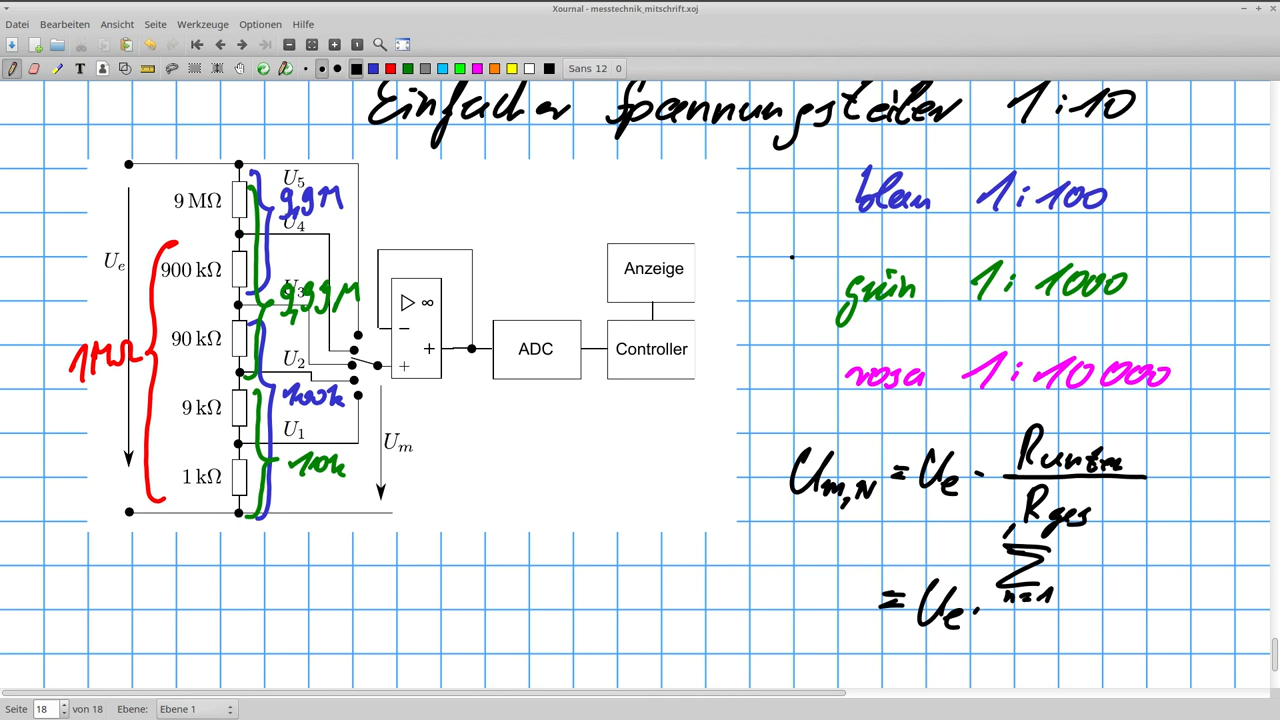 Xournal - messtechnik_mitschrift.xoj
Datei Bearbeiten Ansicht Seite Werkzeuge Optionen Hilfe
Sans 12 0
Einfacher Spannungsteiler 1:10
blau 1:100
grün 1:1000
rosa 1:10000
U5
9 MΩ
9,9M
U4
Ue
900 kΩ
U3
9,99M
90 kΩ
1MΩ
U2
100k
9 kΩ
U1
10k
1 kΩ
Um
▷ ∞
−
+
+
ADC
Controller
Anzeige
Um,N = Ue · Runten
Rges
= Ue · Σ
n=1
Seite 18 von 18 Ebene: Ebene 1